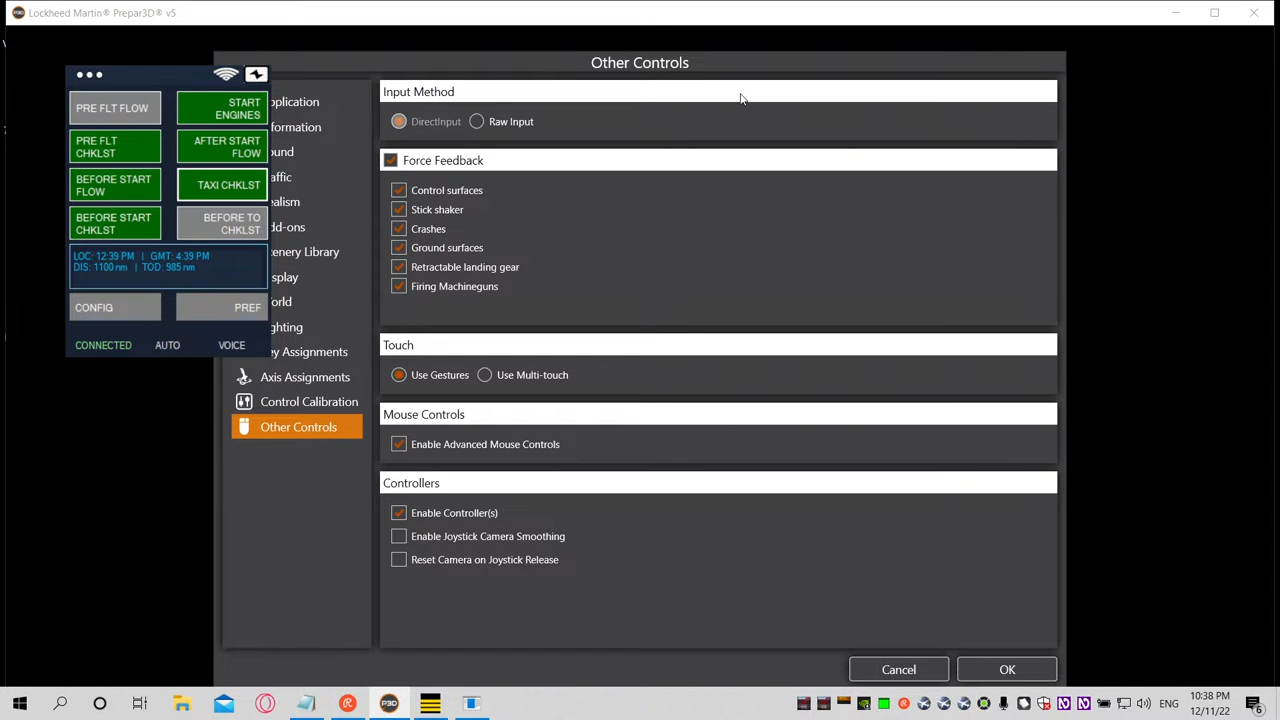 P3D Lockheed Martin® Prepar3D® v5
Other Controls
PRE FLT FLOW
START
ENGINES
PRE FLT
CHKLST
AFTER START
FLOW
BEFORE START
FLOW
TAXI CHKLST
BEFORE START
CHKLST
BEFORE TO
CHKLST
LOC: 12:39 PM | GMT: 4:39 PM
DIS: 1100 nm | TOD: 985 nm
CONFIG
PREF
CONNECTED
AUTO
VOICE
pplication
formation
und
affic
ealism
dd-ons
enery Library
splay
orld
ghting
ey Assignments
Axis Assignments
Control Calibration
Other Controls
Input Method
DirectInput
Raw Input
Force Feedback
Control surfaces
Stick shaker
Crashes
Ground surfaces
Retractable landing gear
Firing Machineguns
Touch
Use Gestures
Use Multi-touch
Mouse Controls
Enable Advanced Mouse Controls
Controllers
Enable Controller(s)
Enable Joystick Camera Smoothing
Reset Camera on Joystick Release
Cancel
OK
P3D
ENG
10:38 PM
12/11/22
6